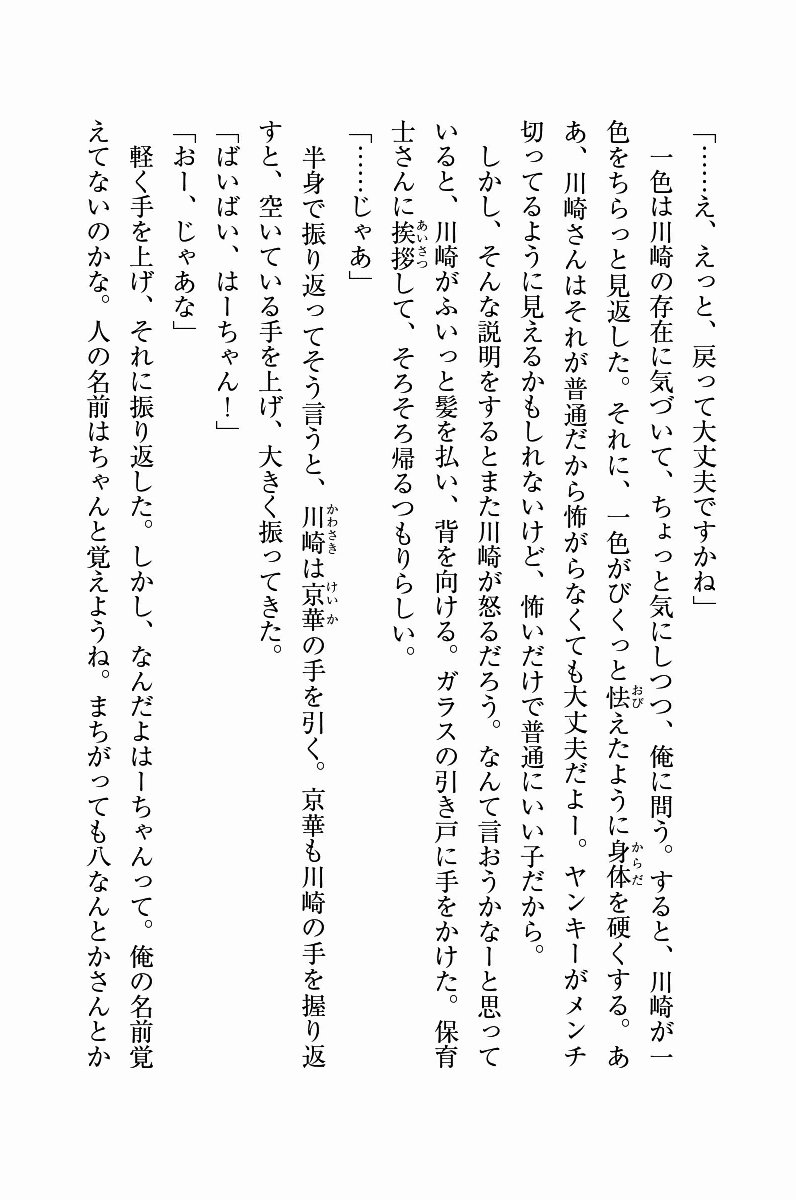 「……え、えっと、戻って大丈夫ですかね」
　一色は川崎の存在に気づいて、ちょっと気にしつつ、俺に問う。すると、川崎が一
色をちらっと見返した。それに、一色がびくっと怯えたように身体を硬くする。あ
あ、川崎さんはそれが普通だから怖がらなくても大丈夫だよー。ヤンキーがメンチ
切ってるように見えるかもしれないけど、怖いだけで普通にいい子だから。
　しかし、そんな説明をするとまた川崎が怒るだろう。なんて言おうかなーと思って
いると、川崎がふいっと髪を払い、背を向ける。ガラスの引き戸に手をかけた。保育
士さんに挨拶して、そろそろ帰るつもりらしい。
「……じゃあ」
　半身で振り返ってそう言うと、川崎は京華の手を引く。京華も川崎の手を握り返
すと、空いている手を上げ、大きく振ってきた。
「ばいばい、はーちゃん！」
「おー、じゃあな」
　軽く手を上げ、それに振り返した。しかし、なんだよはーちゃんって。俺の名前覚
えてないのかな。人の名前はちゃんと覚えようね。まちがっても八なんとかさんとか